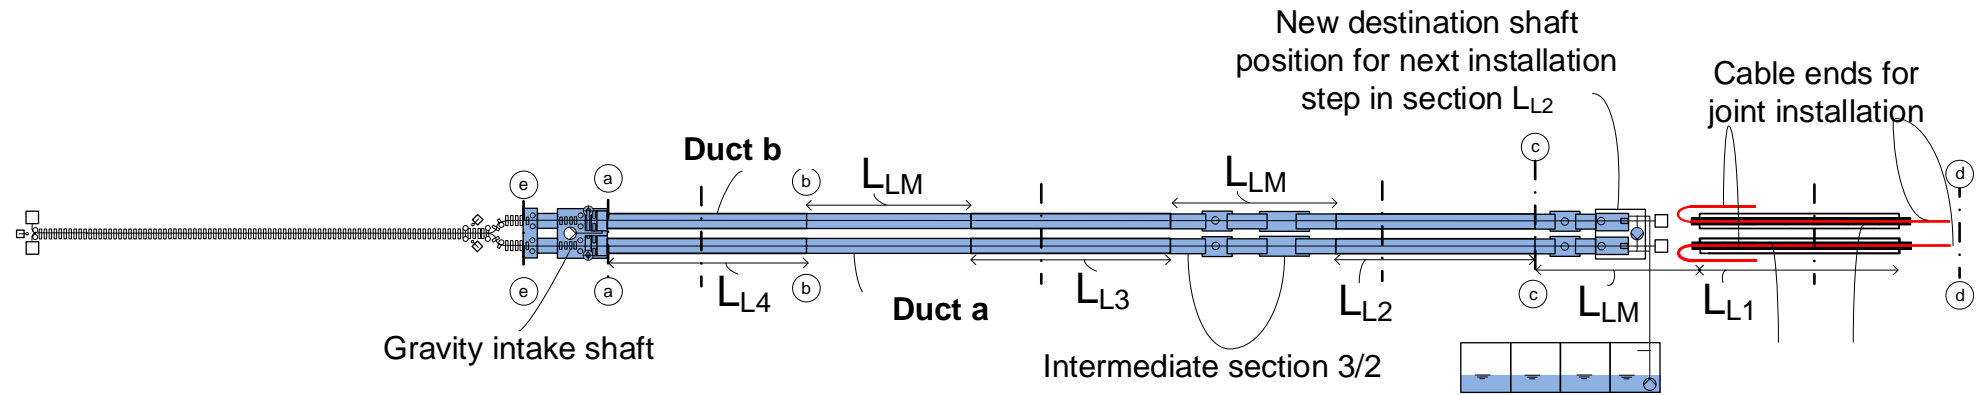 New destination shaft
position for next installation
step in section LL2
Cable ends for
joint installation
Duct b
c
LLM
LLM
e
a
b
d
e
a
b
c
d
LL4
Duct a
LL3
LL2
LLM
LL1
Gravity intake shaft
Intermediate section 3/2